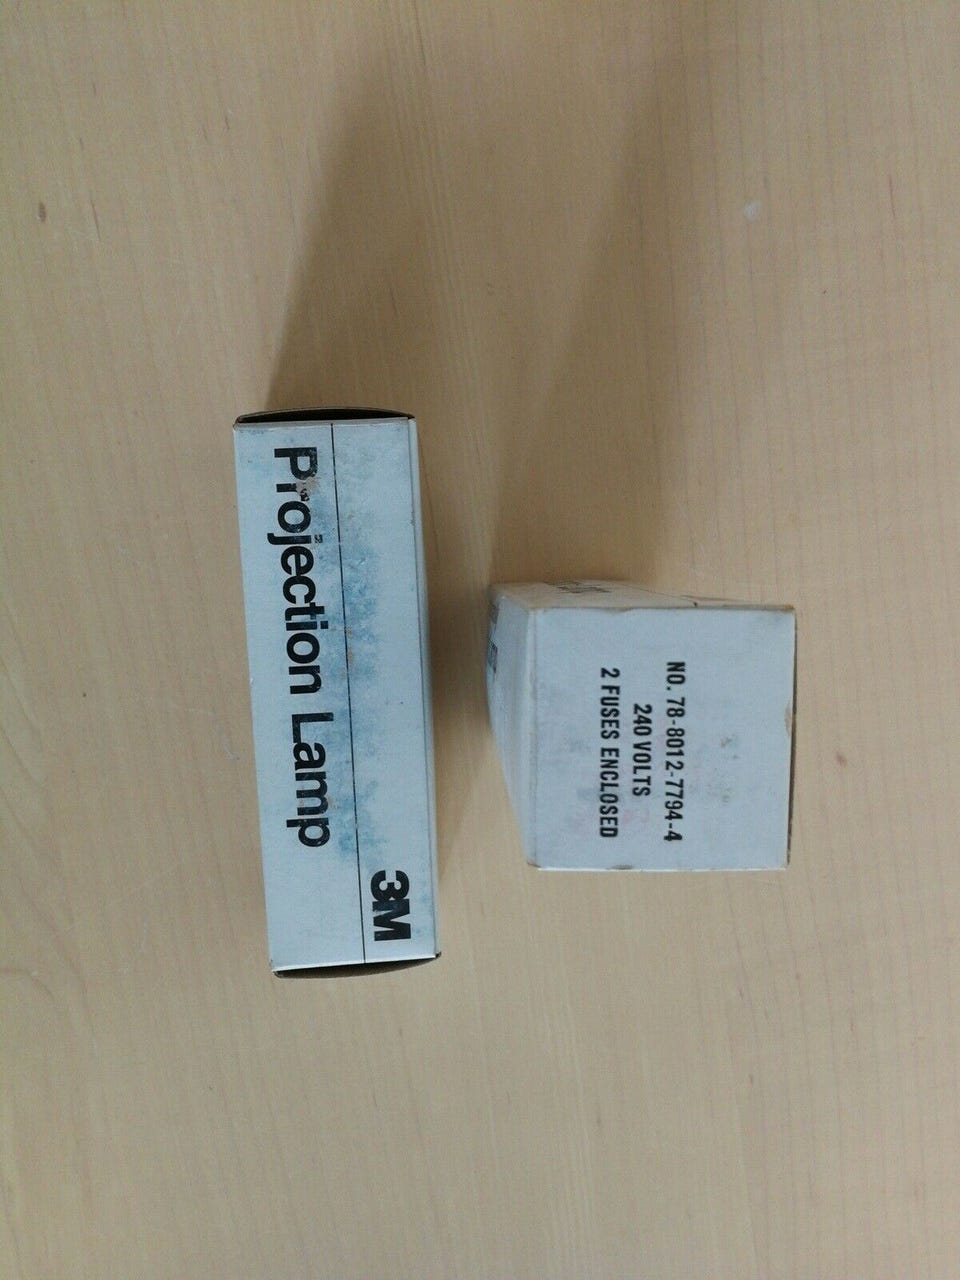 3M
Projection Lamp
NO. 78-8012-7794-4
240 VOLTS
2 FUSES ENCLOSED